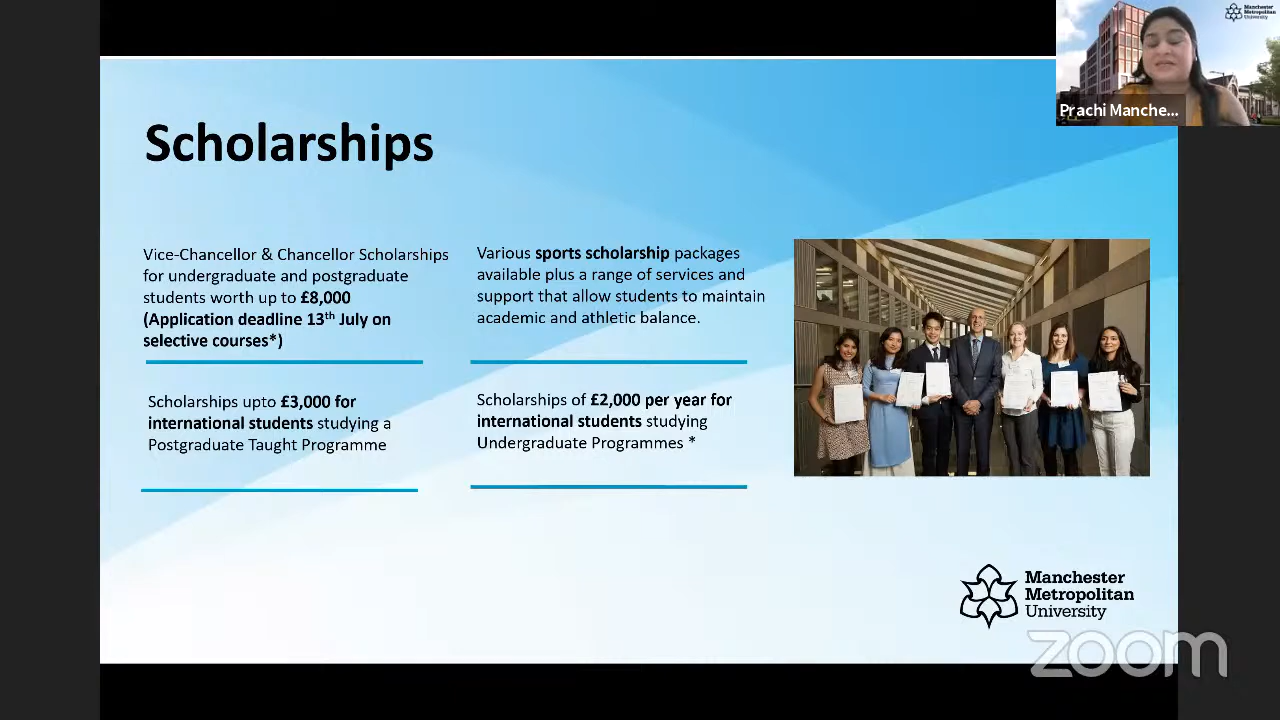 Manchester
Metropolitan
University
Prachi Manche...
Scholarships
Vice-Chancellor & Chancellor Scholarships
for undergraduate and postgraduate
students worth up to £8,000
(Application deadline 13th July on
selective courses*)
Various sports scholarship packages
available plus a range of services and
support that allow students to maintain
academic and athletic balance.
Scholarships upto £3,000 for
international students studying a
Postgraduate Taught Programme
Scholarships of £2,000 per year for
international students studying
Undergraduate Programmes *
Manchester
Metropolitan
University
zoom